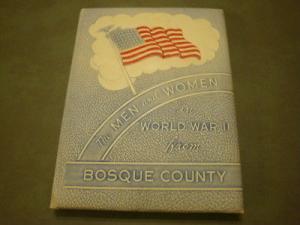 The MEN and WOMEN
in
WORLD WAR II
from
BOSQUE COUNTY